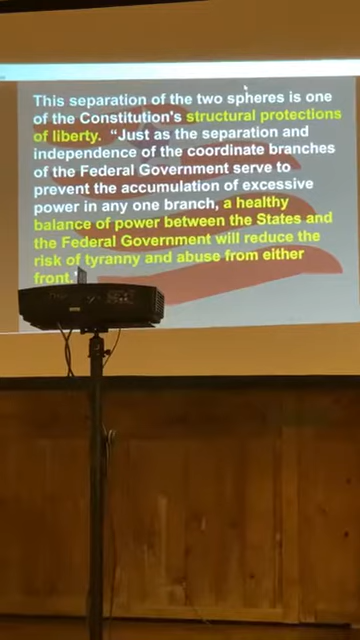 This separation of the two spheres is one
of the Constitution's structural protections
of liberty. “Just as the separation and
independence of the coordinate branches
of the Federal Government serve to
prevent the accumulation of excessive
power in any one branch, a healthy
balance of power between the States and
the Federal Government will reduce the
risk of tyranny and abuse from either
front.